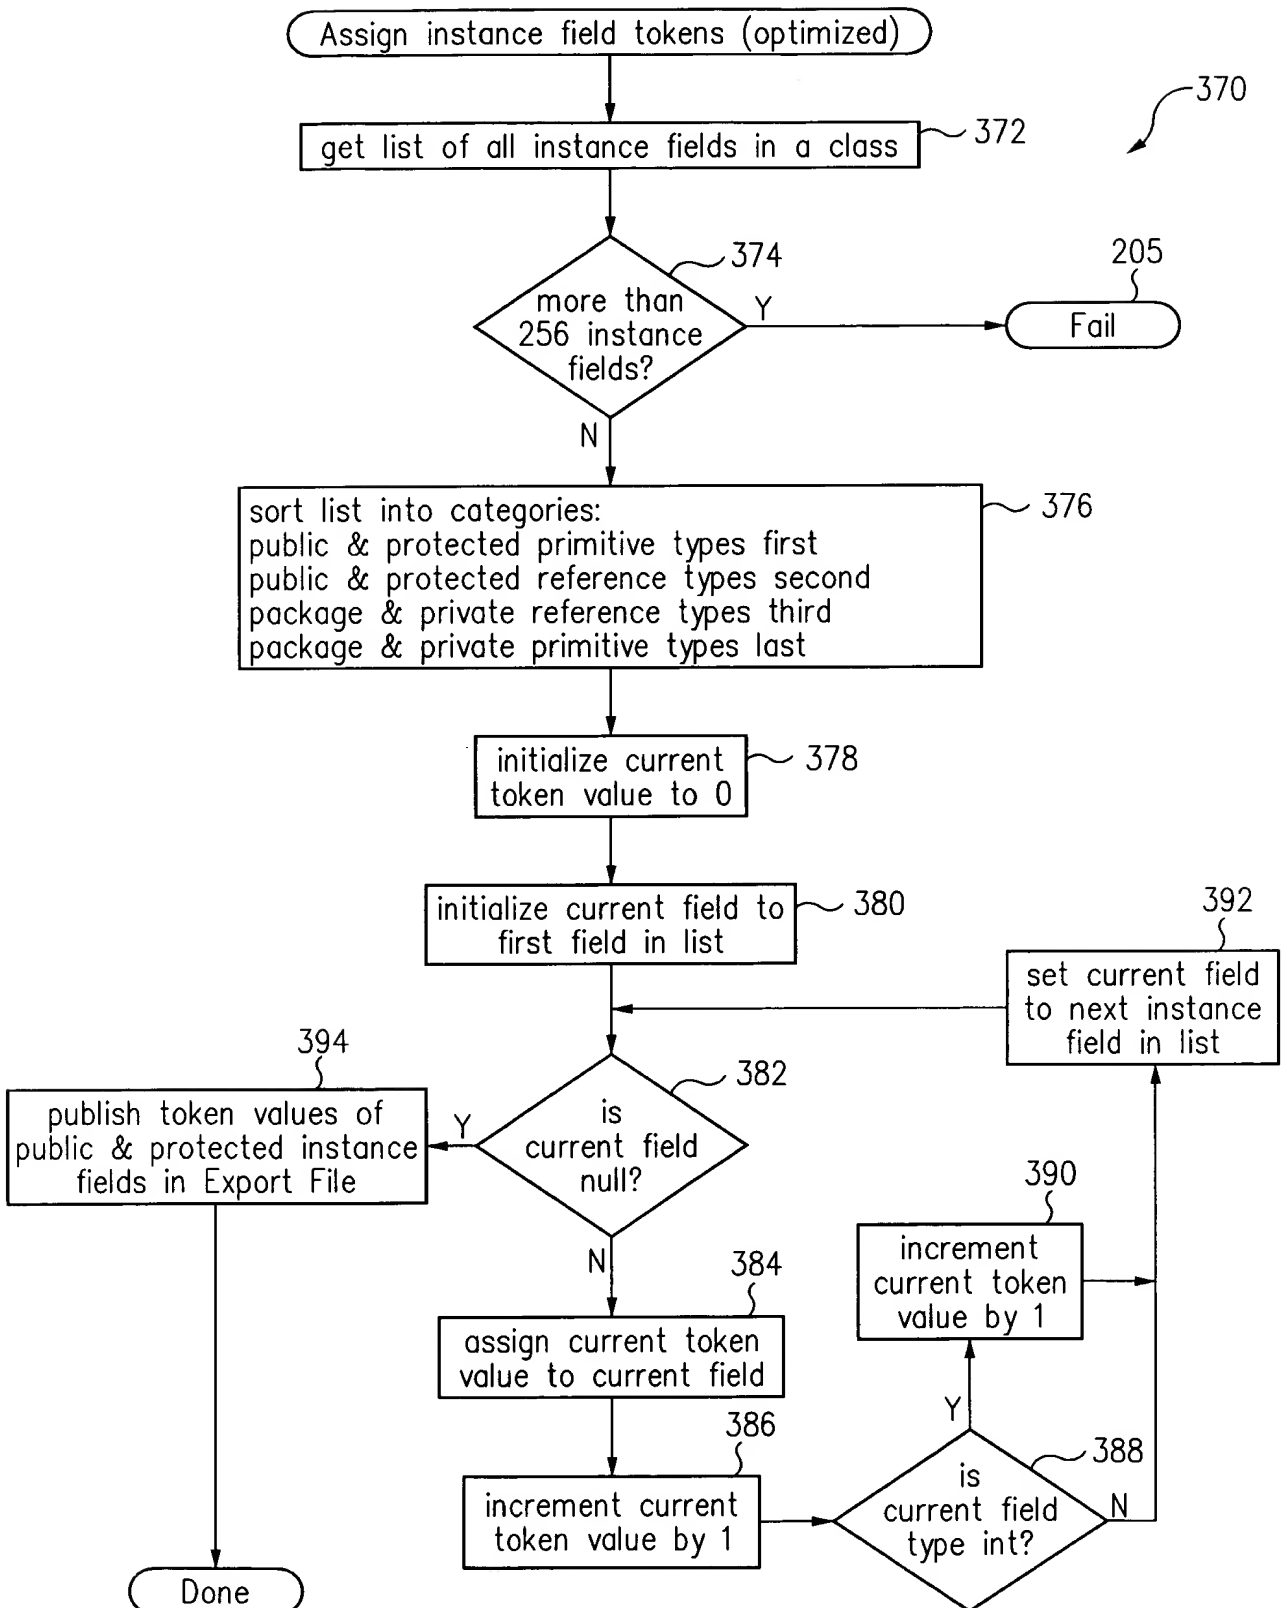 Assign instance field tokens (optimized)
370
get list of all instance fields in a class
372
374
205
more than
256 instance
fields?
Y
Fail
N
sort list into categories:
public & protected primitive types first
public & protected reference types second
package & private reference types third
package & private primitive types last
376
initialize current
token value to 0
378
initialize current field to
first field in list
380
392
set current field
to next instance
field in list
394
publish token values of
public & protected instance
fields in Export File
382
is
current field
null?
Y
N
390
increment
current token
value by 1
384
assign current token
value to current field
386
increment current
token value by 1
Y
388
is
current field
type int?
N
Done